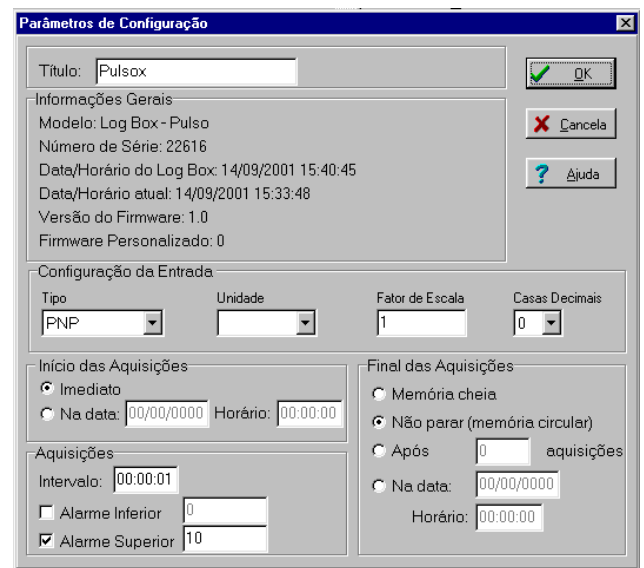 Parâmetros de Configuração
Título: Pulsox
OK
Informações Gerais
Modelo: Log Box - Pulso
Número de Série: 22616
Data/Horário do Log Box: 14/09/2001 15:40:45
Data/Horário atual: 14/09/2001 15:33:48
Versão do Firmware: 1.0
Firmware Personalizado: 0
Cancela
Ajuda
Configuração da Entrada
Tipo Unidade Fator de Escala Casas Decimais
PNP 1 0
Início das Aquisições
Imediato
Na data: 00/00/0000 Horário: 00:00:00
Aquisições
Intervalo: 00:00:01
Alarme Inferior 0
Alarme Superior 10
Final das Aquisições
Memória cheia
Não parar (memória circular)
Após 0 aquisições
Na data: 00/00/0000
Horário: 00:00:00